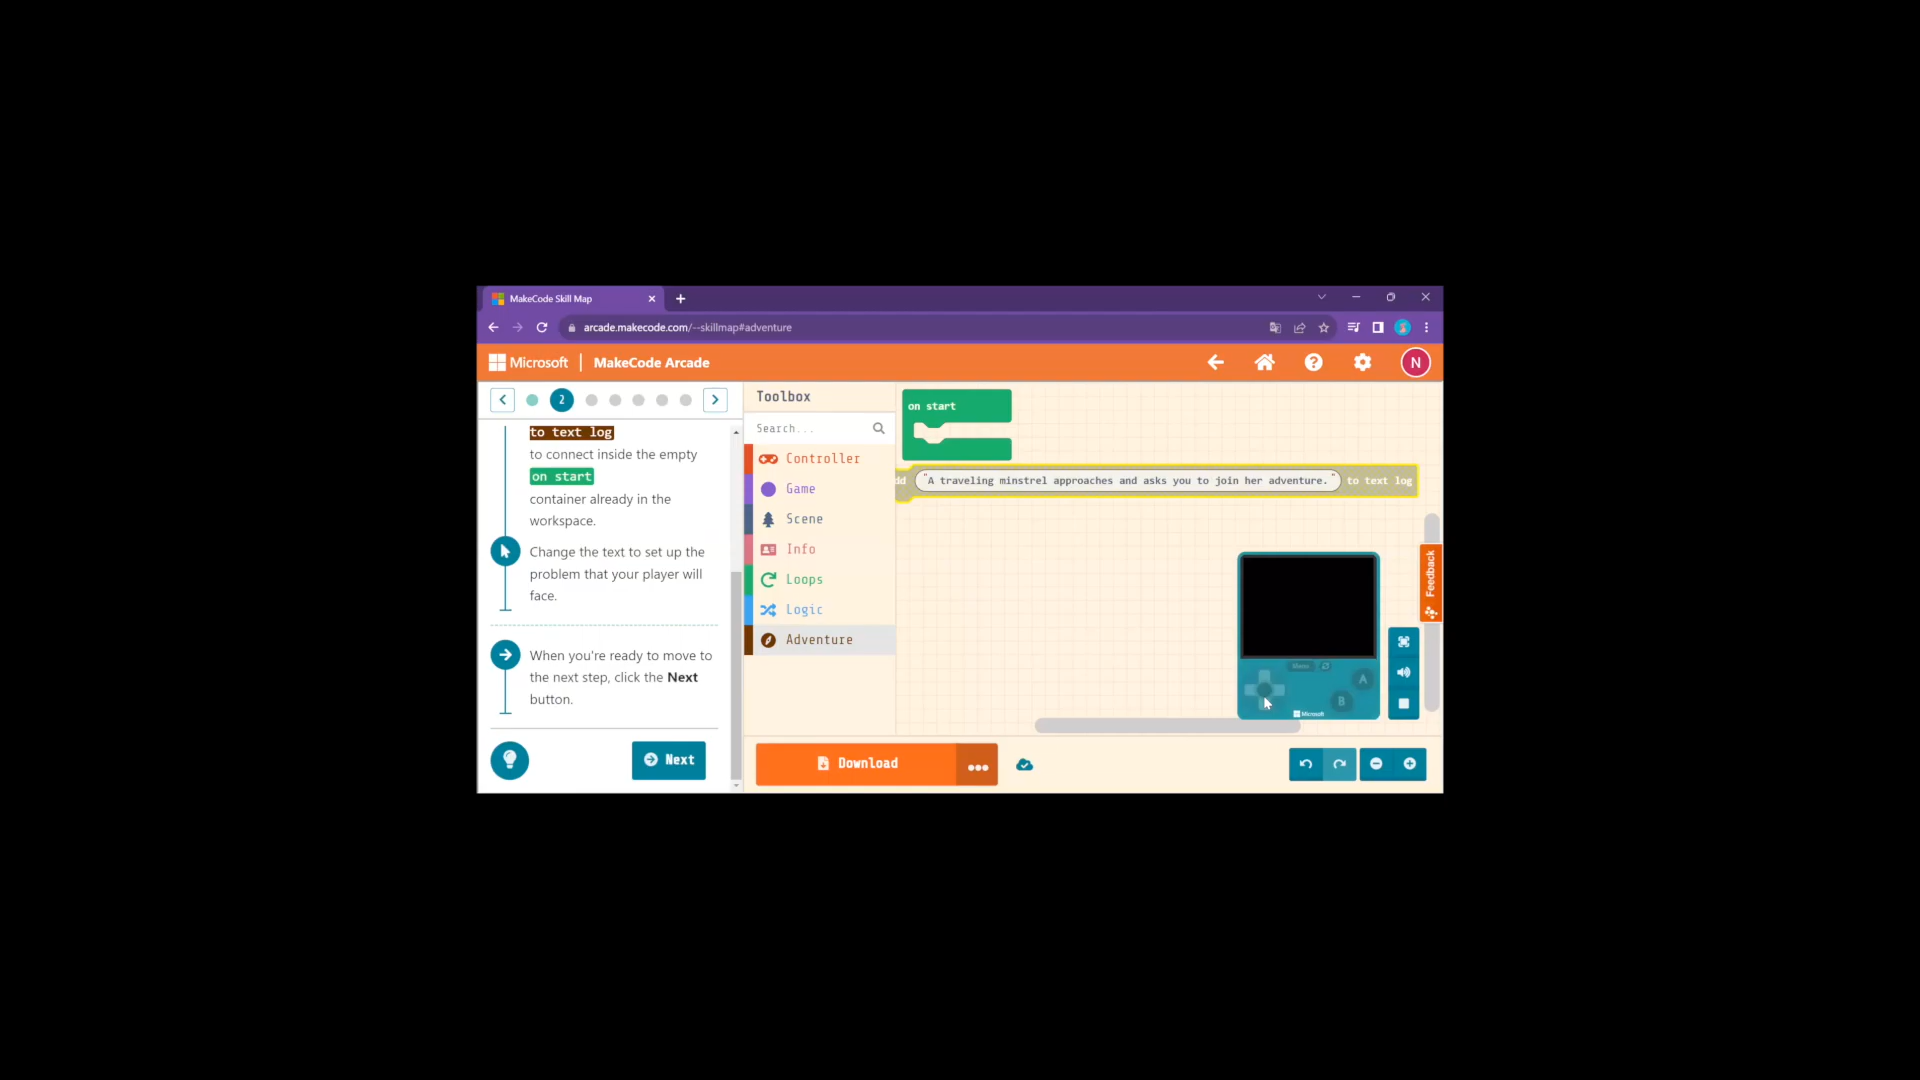 MakeCode Skill Map
arcade.makecode.com/--skillmap#adventure
Microsoft | MakeCode Arcade
N
2
to text log
to connect inside the empty
on start
container already in the
workspace.
Change the text to set up the
problem that your player will
face.
When you're ready to move to
the next step, click the Next
button.
Next
Toolbox
Search...
Controller
Game
Scene
Info
Loops
Logic
Adventure
on start
dd "A traveling minstrel approaches and asks you to join her adventure." to text log
Feedback
Menu
A
B
Microsoft
Download